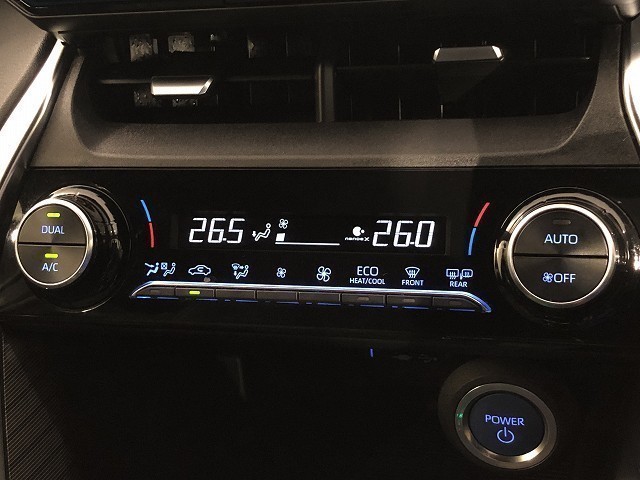 DUAL
A/C
26.5
nanoe X
26.0
AUTO
OFF
ECO
HEAT/COOL
FRONT
REAR
POWER